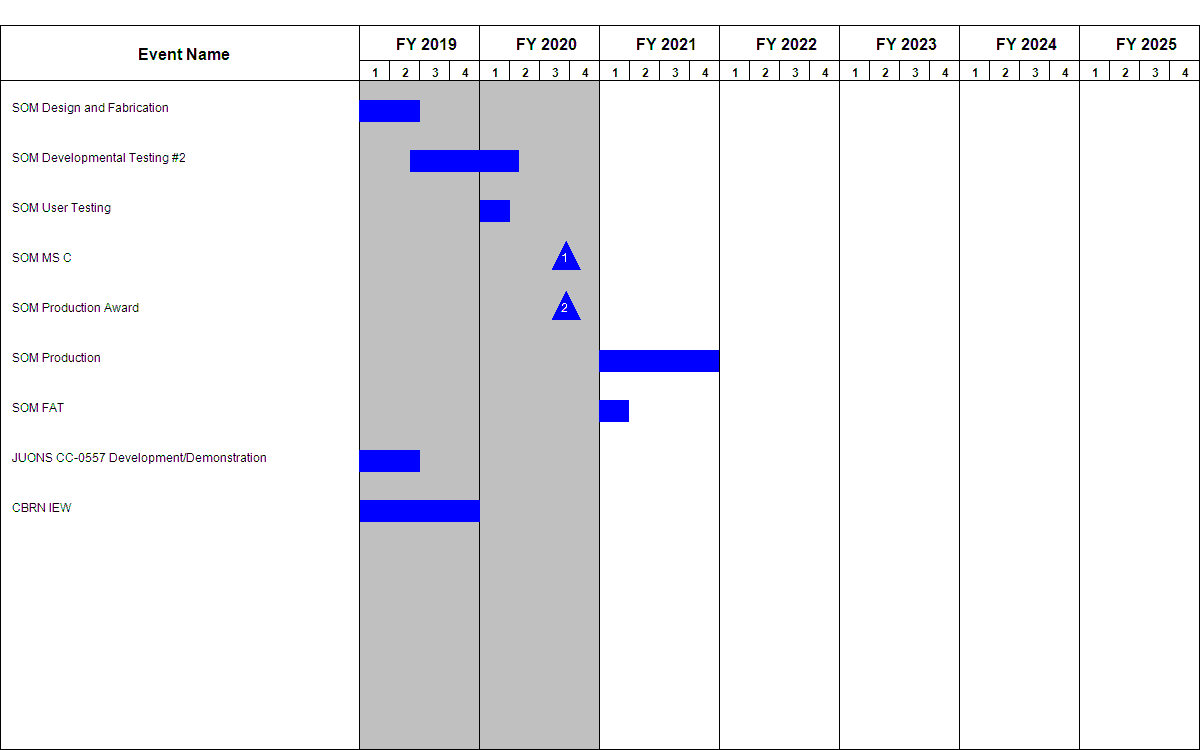 Event Name FY 2019 FY 2020 FY 2021 FY 2022 FY 2023 FY 2024 FY 2025
1 2 3 4 1 2 3 4 1 2 3 4 1 2 3 4 1 2 3 4 1 2 3 4 1 2 3 4
SOM Design and Fabrication
SOM Developmental Testing #2
SOM User Testing
SOM MS C 1
SOM Production Award 2
SOM Production
SOM FAT
JUONS CC-0557 Development/Demonstration
CBRN IEW